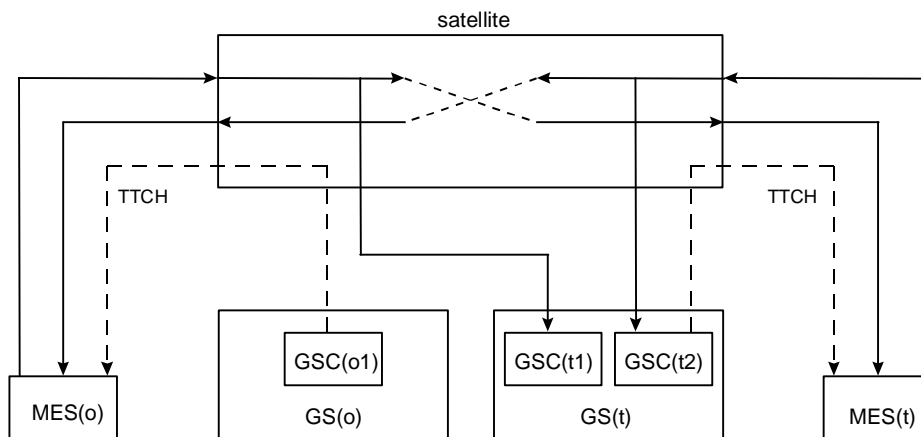 satellite
TTCH
TTCH
GSC(o1)
GSC(t1)
GSC(t2)
MES(o)
GS(o)
GS(t)
MES(t)